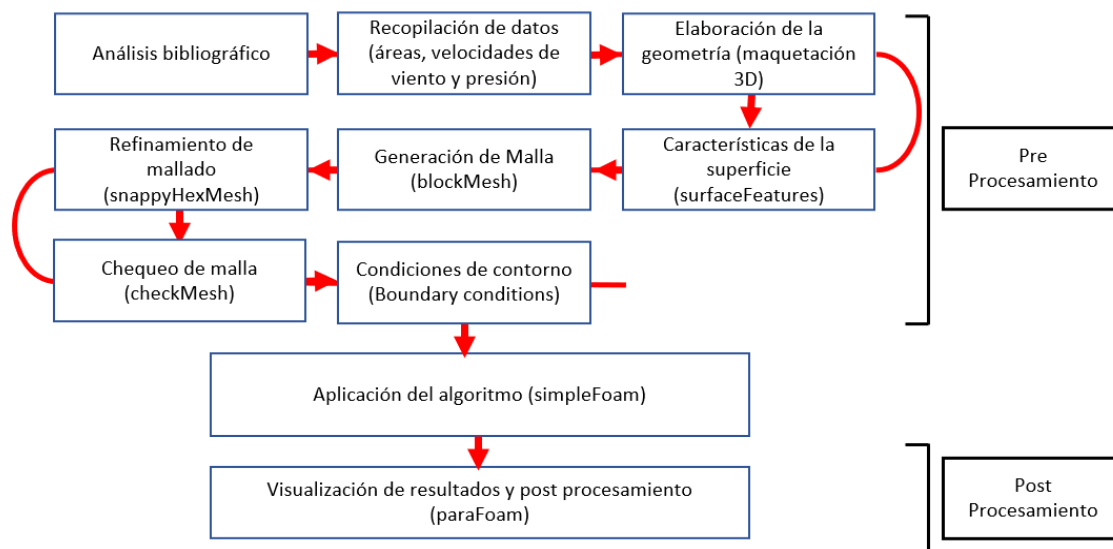 Análisis bibliográfico
Recopilación de datos
(áreas, velocidades de
viento y presión)
Elaboración de la
geometría (maquetación
3D)
Refinamiento de
mallado
(snappyHexMesh)
Generación de Malla
(blockMesh)
Características de la
superficie
(surfaceFeatures)
Pre
Procesamiento
Chequeo de malla
(checkMesh)
Condiciones de contorno
(Boundary conditions)
Aplicación del algoritmo (simpleFoam)
Visualización de resultados y post procesamiento
(paraFoam)
Post
Procesamiento